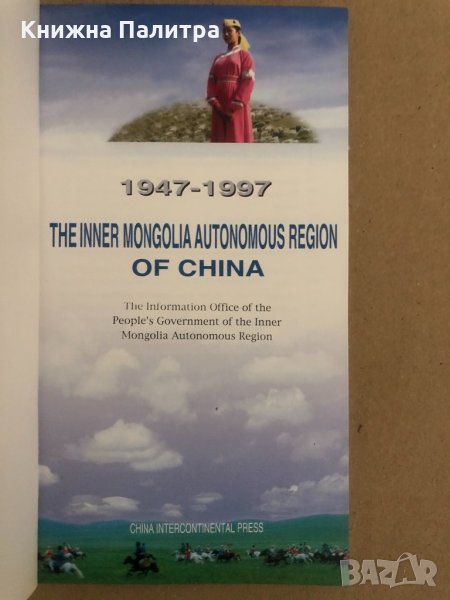 Книжна Палитра
1947-1997
THE INNER MONGOLIA AUTONOMOUS REGION
OF CHINA
The Information Office of the
People's Government of the Inner
Mongolia Autonomous Region
CHINA INTERCONTINENTAL PRESS
BAZAR